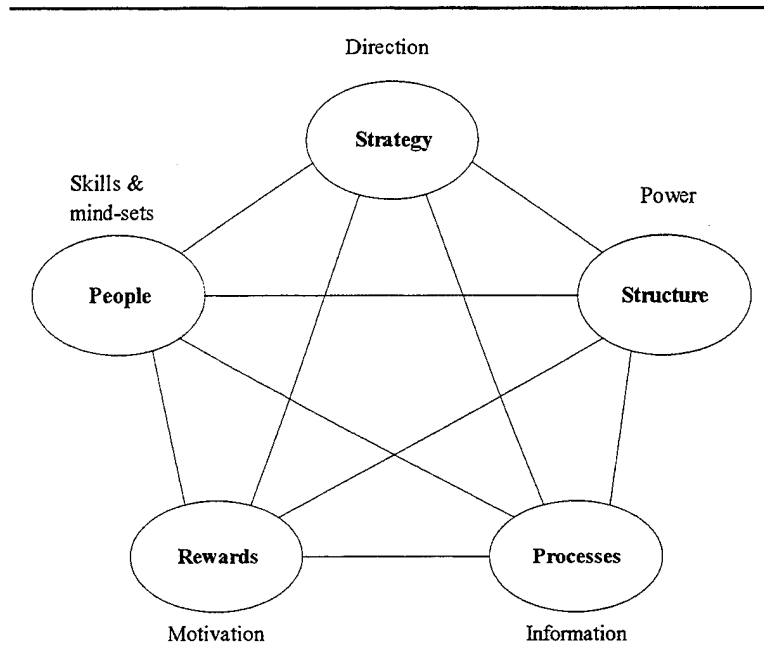 Direction
Strategy
Skills &
mind-sets
Power
People
Structure
Rewards
Processes
Motivation
Information